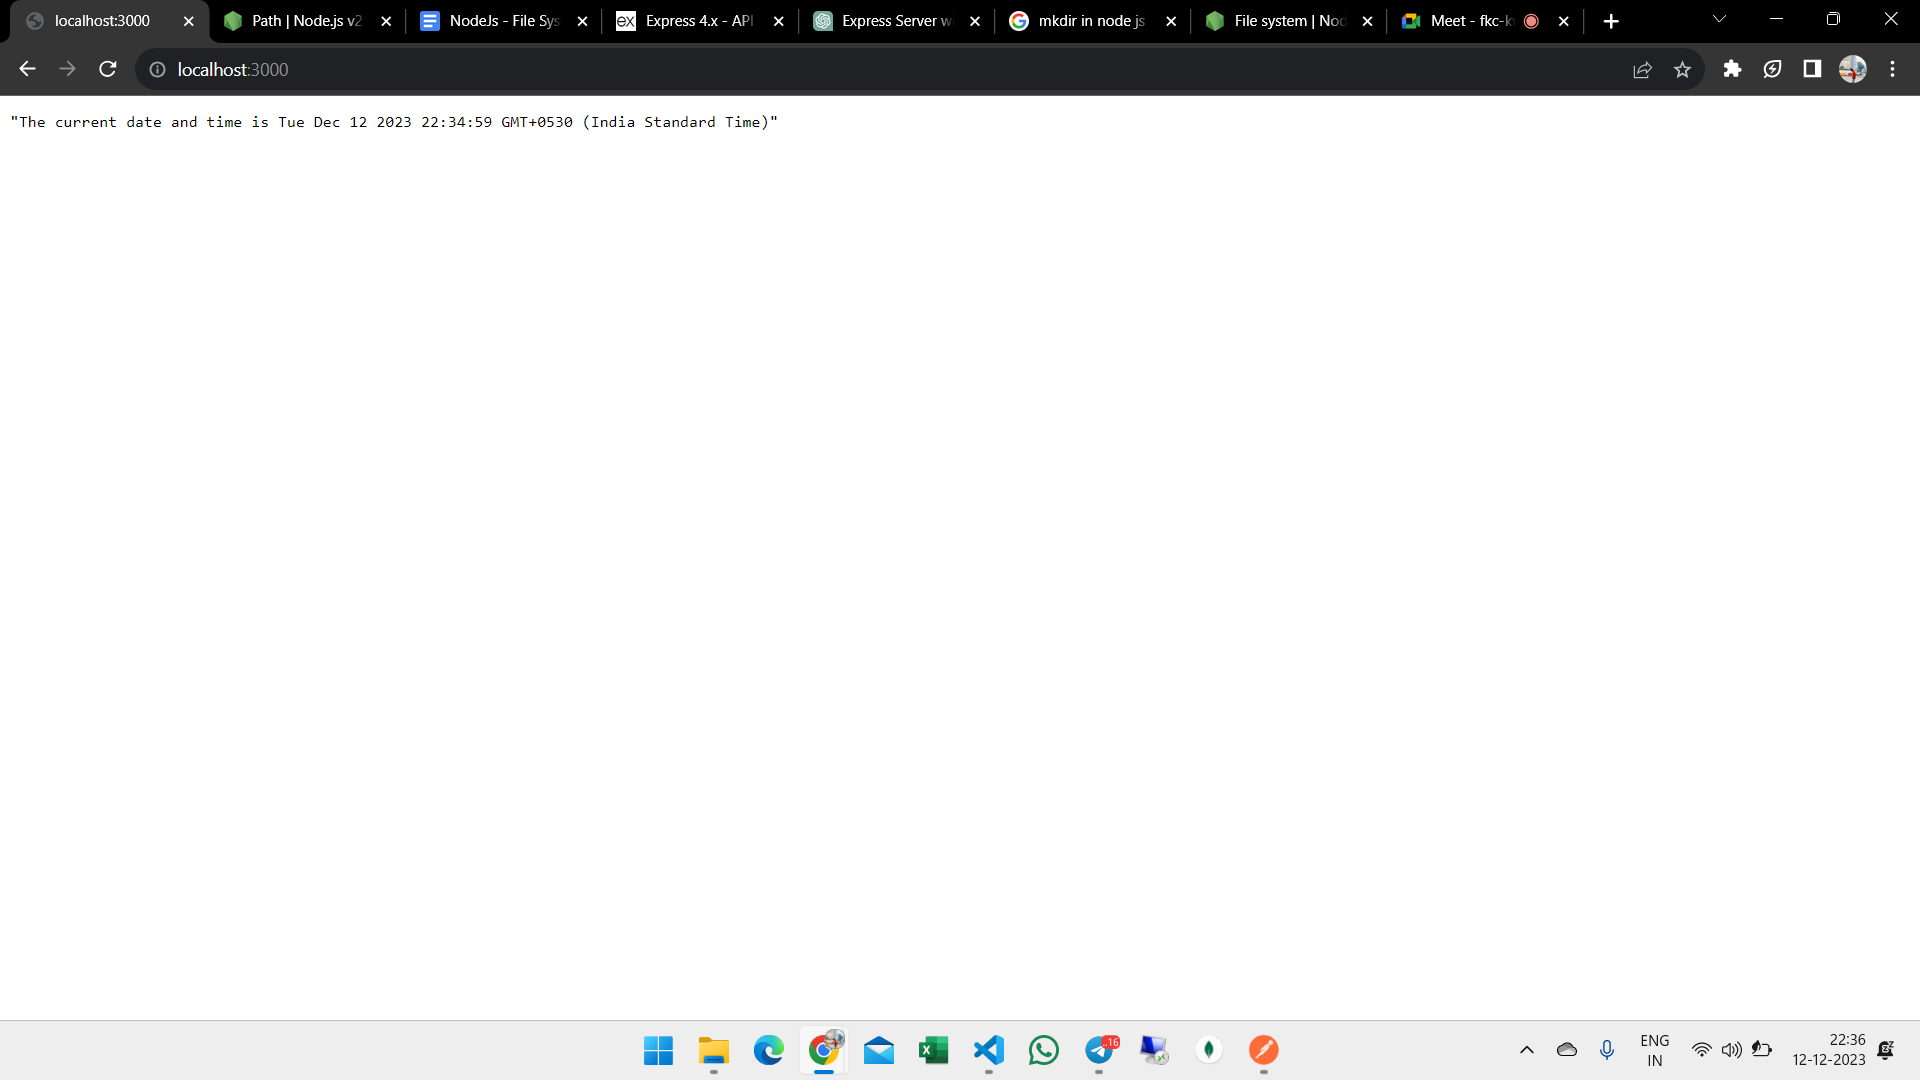 localhost:3000
Path | Node.js v2
NodeJs - File Sys
Express 4.x - API
Express Server wi
mkdir in node js
File system | Nod
Meet - fkc-k
localhost:3000
"The current date and time is Tue Dec 12 2023 22:34:59 GMT+0530 (India Standard Time)"
16
ENG
IN
22:36
12-12-2023